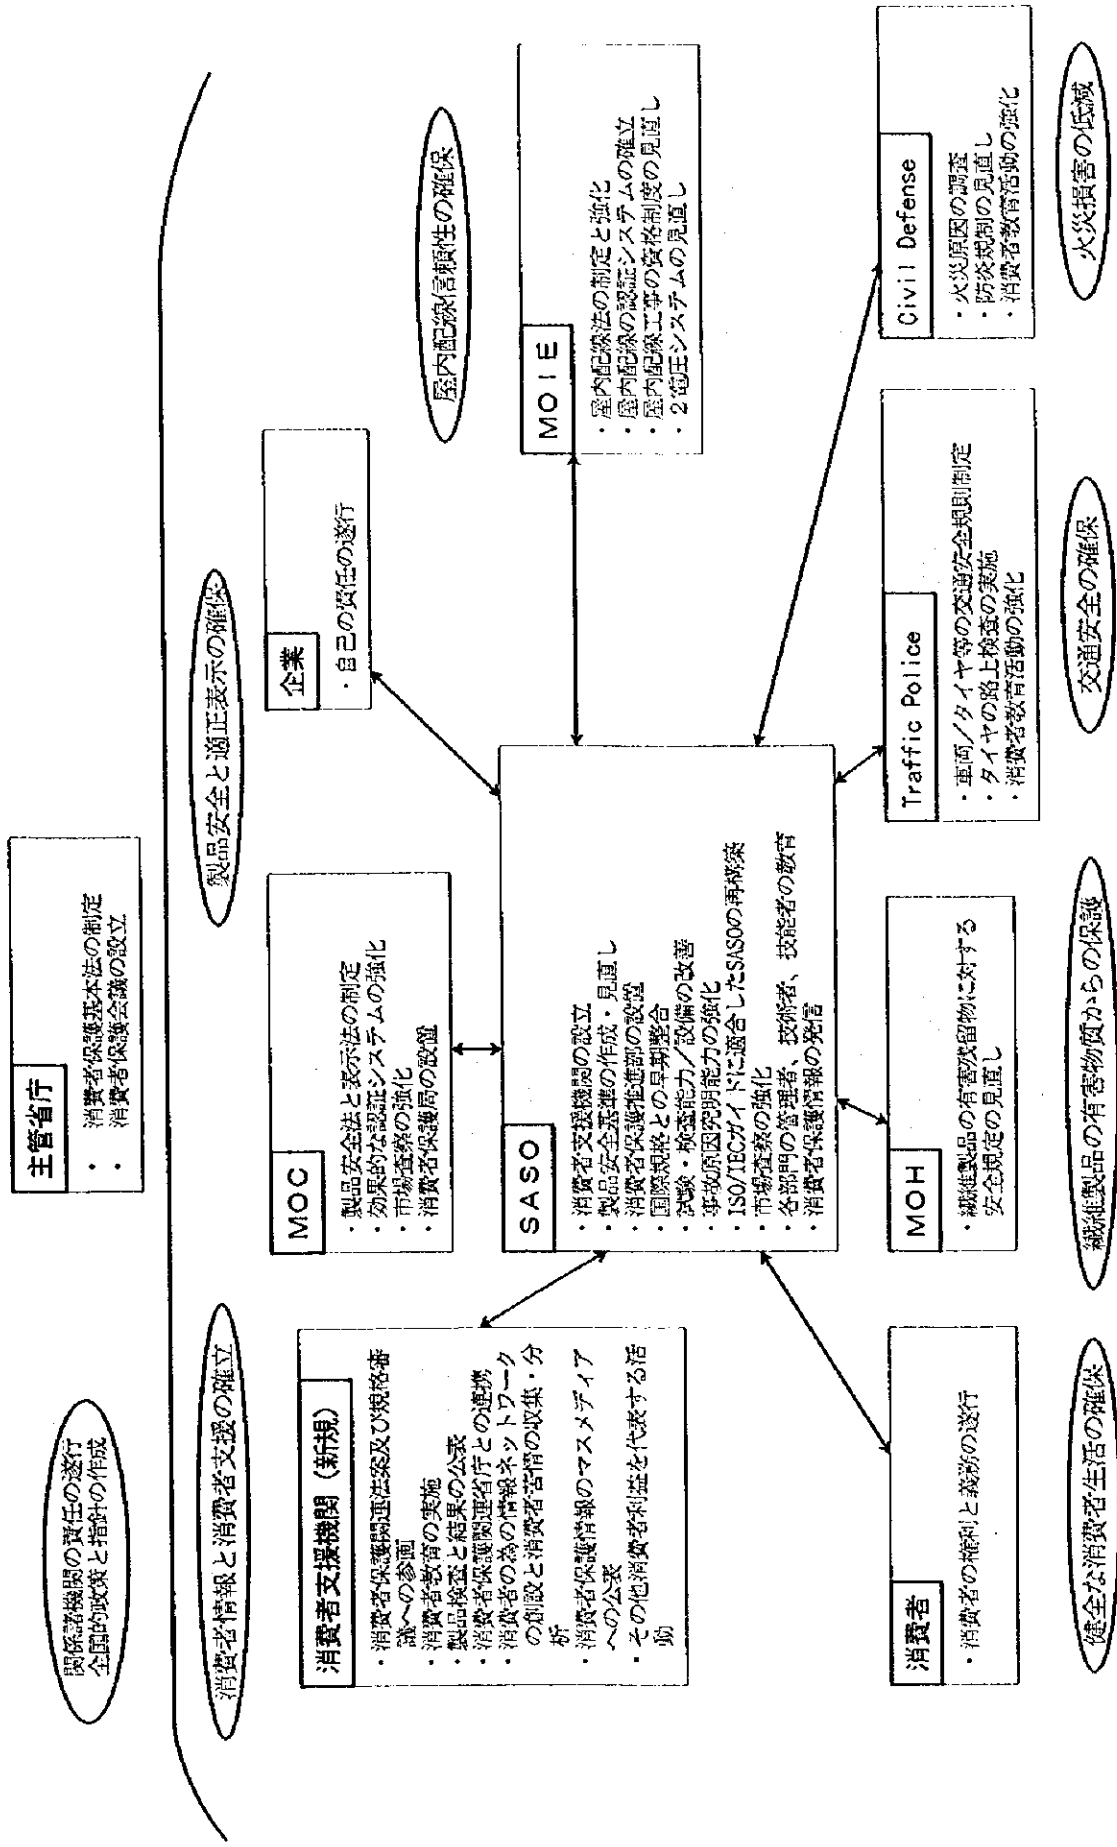 主管省庁
・ 消費者保護基本法の制定
・ 消費者保護会議の設立
関係諸機関の責任の遂行
全国的政策と指針の作成
消費者情報と消費者支援の確立
製品安全と適正表示の確保
屋内配線信頼性の確保
消費者支援機関（新規）
・消費者保護関連法案及び規格審
議への参画
・消費者教育の実施
・製品検査と結果の公表
・消費者保護関連省庁との連携
・消費者の為の情報ネットワーク
の創設と消費者苦情の収集・分
析
・消費者保護情報のマスメディア
への公表
・その他消費者利益を代表する活
動
MOC
・製品安全法と表示法の制定
・効果的な認証システムの強化
・市場査察の強化
・消費者保護局の設置
企業
・自己の責任の遂行
SASO
・消費者支援機関の設立
・製品安全基準の作成・見直し
・消費者保護推進部の設置
・国際規格との早期整合
・試験・検査能力／設備の改善
・事故原因究明能力の強化
・ISO/IECガイドに適合したSASOの再構築
・市場査察の強化
・各部門の管理者、技術者、技能者の教育
・消費者保護情報の発信
MOIE
・屋内配線法の制定と強化
・屋内配線の認証システムの確立
・屋内配線工事の資格制度の見直し
・２電圧システムの見直し
消費者
・消費者の権利と義務の遂行
MOH
・繊維製品の有害残留物に対する
安全規定の見直し
Traffic Police
・車両／タイヤ等の交通安全規則制定
・タイヤの路上検査の実施
・消費者教育活動の強化
Civil Defense
・火災原因の調査
・防炎規制の見直し
・消費者教育活動の強化
健全な消費者生活の確保
繊維製品の有害物質からの保護
交通安全の確保
火災損害の低減